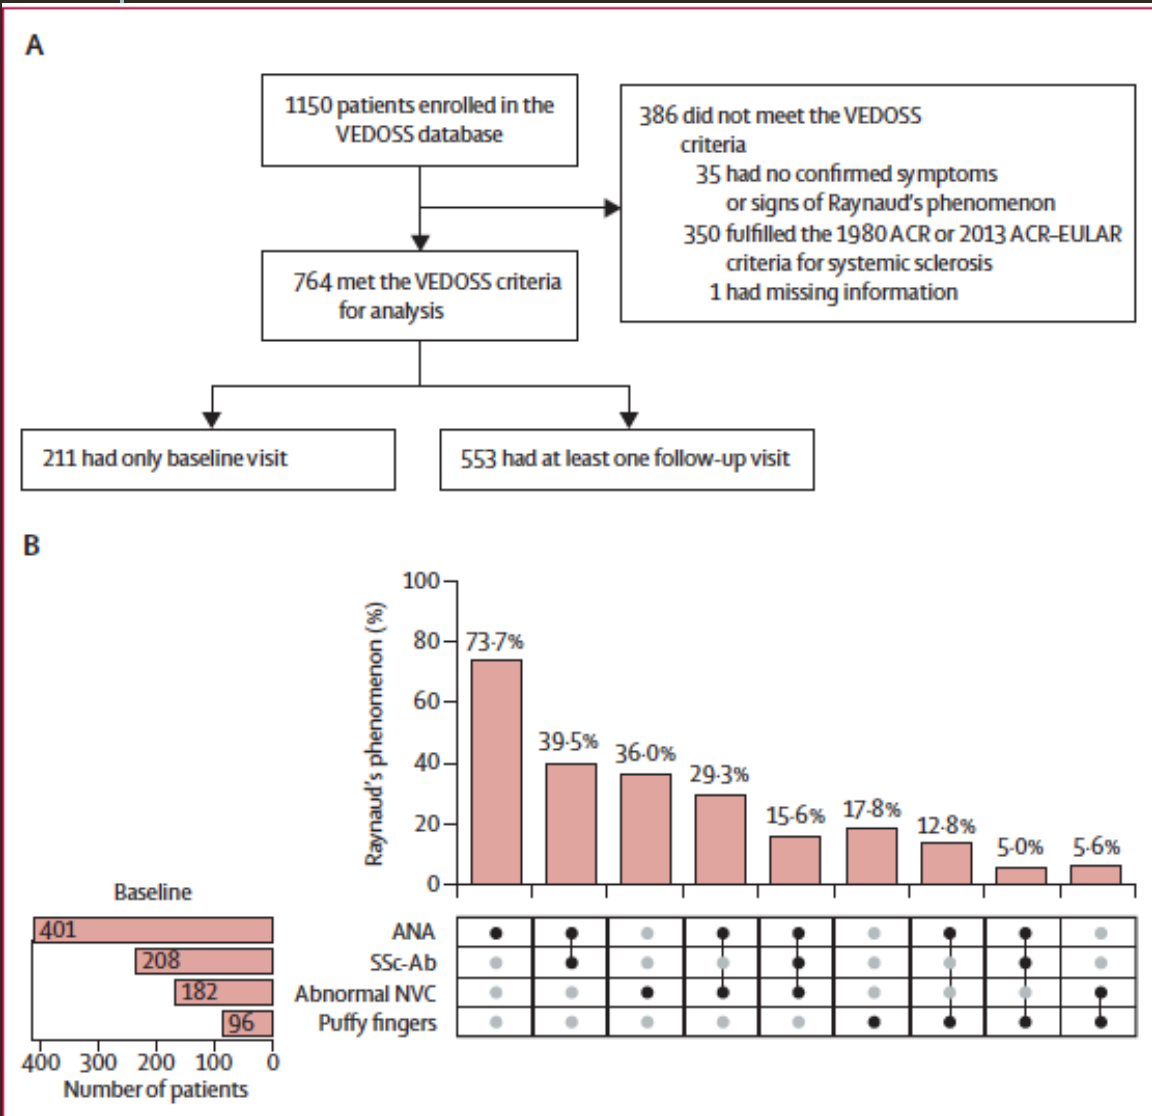 A
1150 patients enrolled in the
VEDOSS database
386 did not meet the VEDOSS
criteria
35 had no confirmed symptoms
or signs of Raynaud's phenomenon
350 fulfilled the 1980 ACR or 2013 ACR–EULAR
criteria for systemic sclerosis
1 had missing information
764 met the VEDOSS criteria
for analysis
211 had only baseline visit
553 had at least one follow-up visit
B
Raynaud's phenomenon (%)
100
80
60
40
20
0
73·7%
39·5%
36·0%
29·3%
15·6%
17·8%
12·8%
5·0%
5·6%
Baseline
401
208
182
96
400 300 200 100 0
Number of patients
ANA
SSc-Ab
Abnormal NVC
Puffy fingers